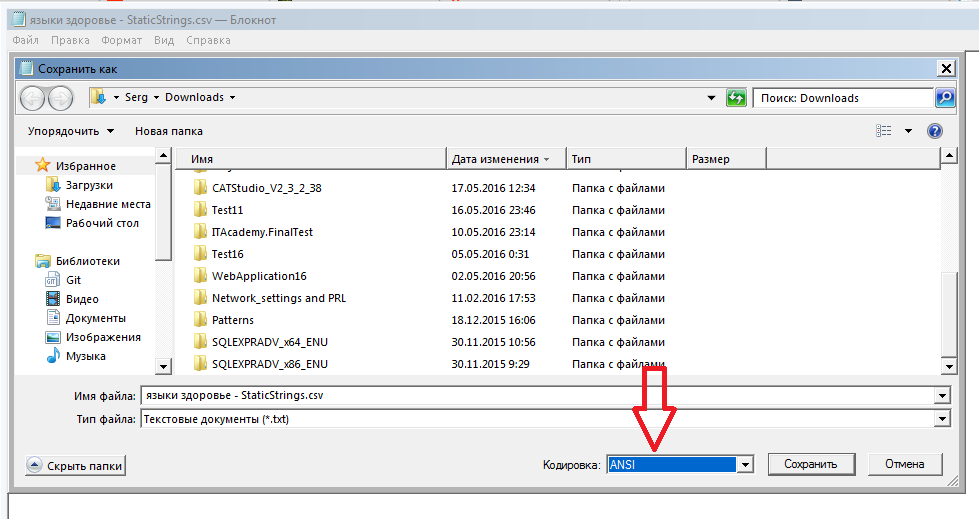 языки здоровье - StaticStrings.csv — Блокнот
Файл Правка Формат Вид Справка
Сохранить как
Serg Downloads
Поиск: Downloads
Упорядочить Новая папка
Имя Дата изменения Тип Размер
Избранное
Загрузки
Недавние места
Рабочий стол
Библиотеки
Git
Видео
Документы
Изображения
Музыка
CATStudio_V2_3_2_38 17.05.2016 12:34 Папка с файлами
Test11 16.05.2016 23:46 Папка с файлами
ITAcademy.FinalTest 10.05.2016 23:14 Папка с файлами
Test16 05.05.2016 0:31 Папка с файлами
WebApplication16 02.05.2016 20:56 Папка с файлами
Network_settings and PRL 11.02.2016 17:53 Папка с файлами
Patterns 18.12.2015 16:06 Папка с файлами
SQLEXPRADV_x64_ENU 30.11.2015 10:56 Папка с файлами
SQLEXPRADV_x86_ENU 30.11.2015 9:29 Папка с файлами
Имя файла: языки здоровье - StaticStrings.csv
Тип файла: Текстовые документы (*.txt)
Скрыть папки Кодировка: ANSI Сохранить Отмена